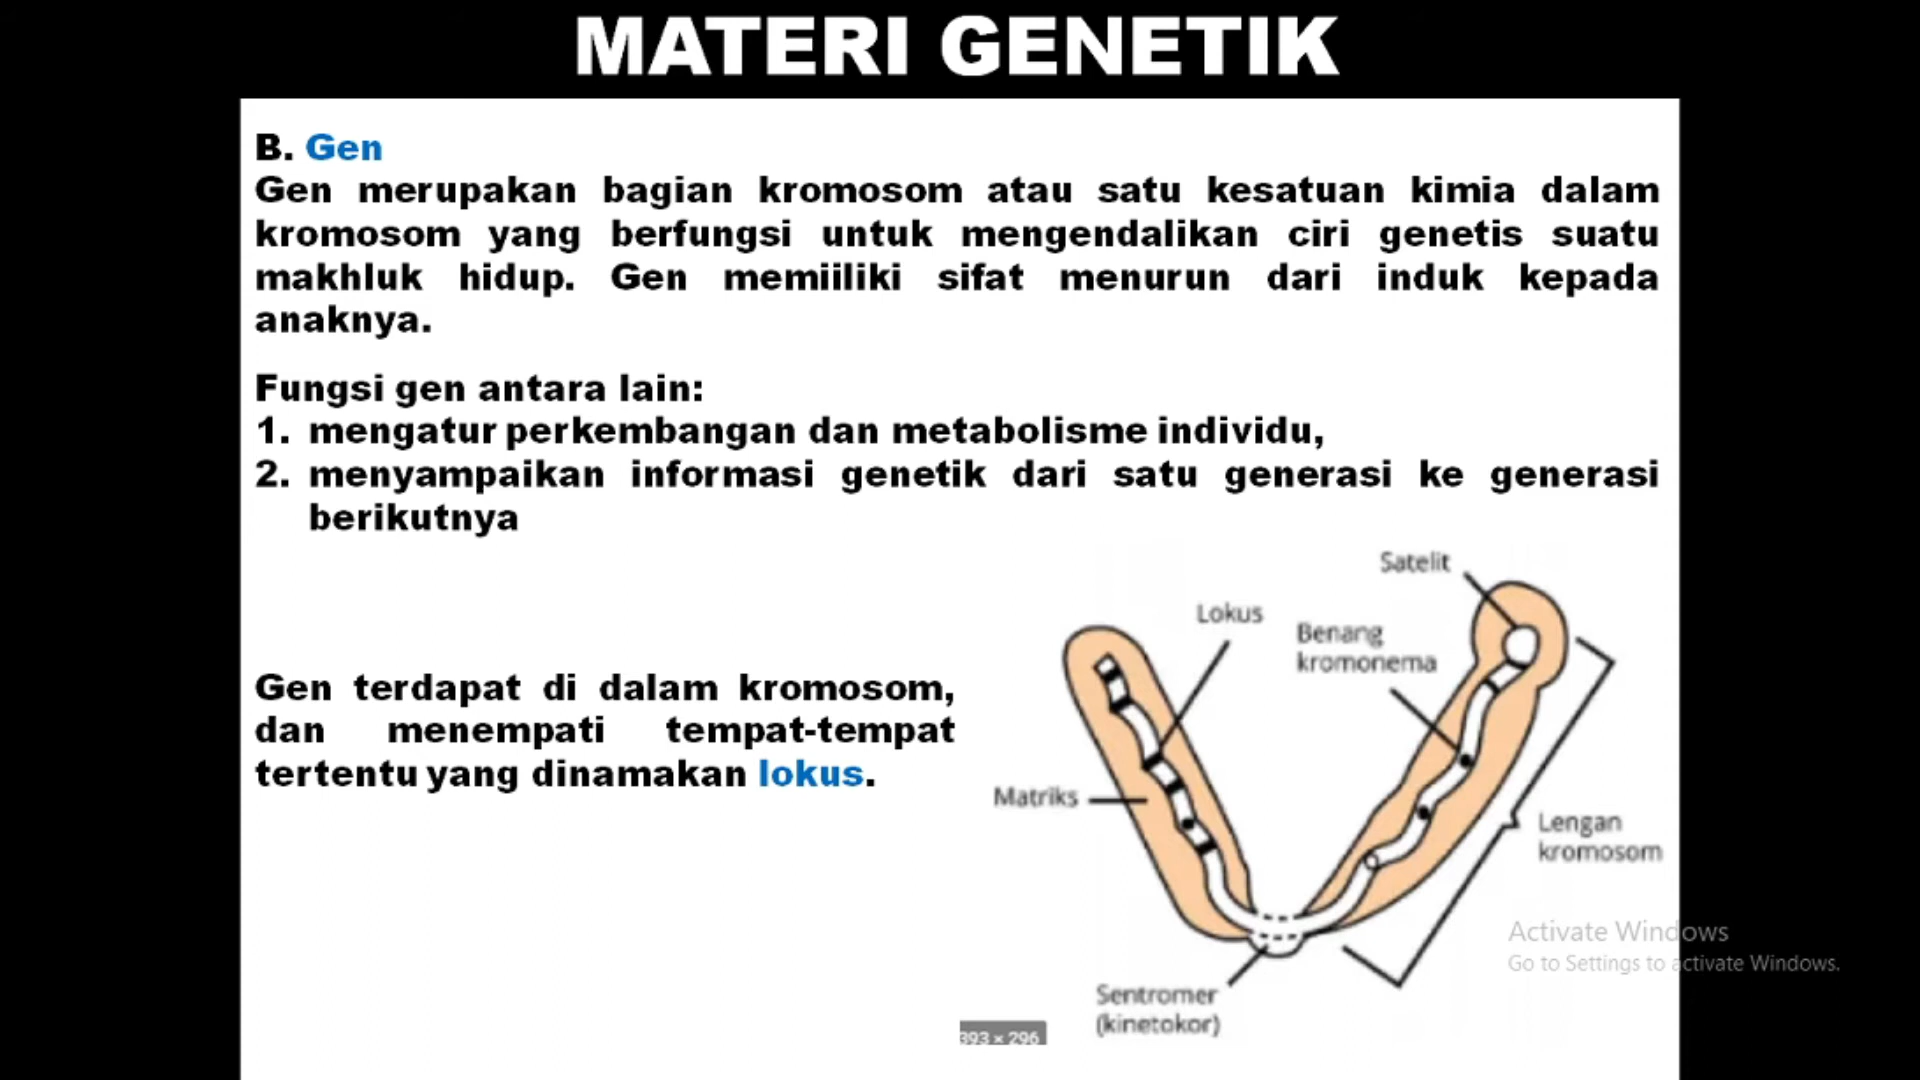 MATERI GENETIK
B. Gen
Gen merupakan bagian kromosom atau satu kesatuan kimia dalam
kromosom yang berfungsi untuk mengendalikan ciri genetis suatu
makhluk hidup. Gen memiiliki sifat menurun dari induk kepada
anaknya.
Fungsi gen antara lain:
1. mengatur perkembangan dan metabolisme individu,
2. menyampaikan informasi genetik dari satu generasi ke generasi
berikutnya
Gen terdapat di dalam kromosom,
dan menempati tempat-tempat
tertentu yang dinamakan lokus.
Satelit
Lokus
Benang
kromonema
Matriks
Lengan
kromosom
Sentromer
(kinetokor)
393 × 296
Activate Windows
Go to Settings to activate Windows.